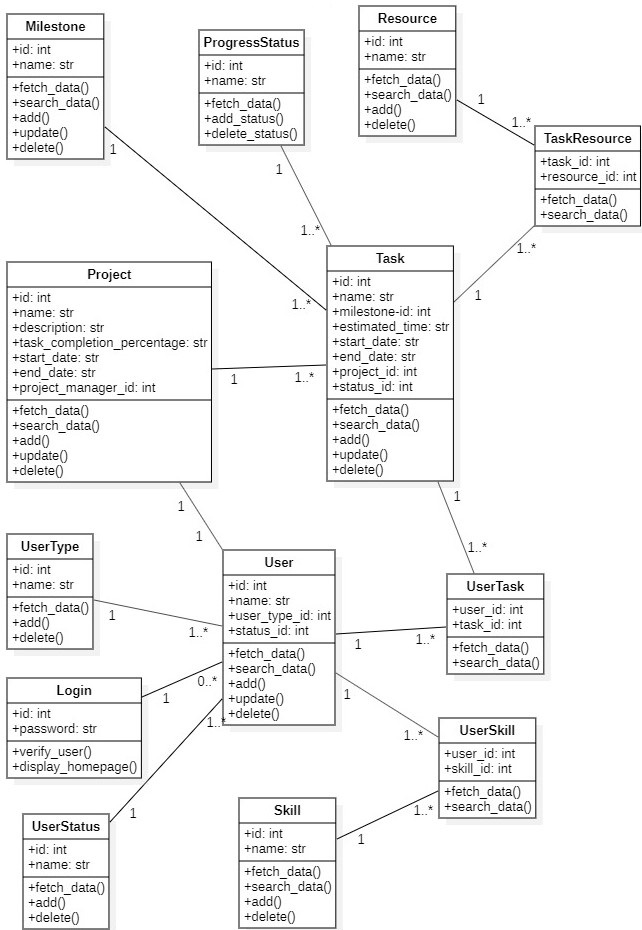 Milestone
+id: int
+name: str
+fetch_data()
+search_data()
+add()
+update()
+delete()
ProgressStatus
+id: int
+name: str
+fetch_data()
+add_status()
+delete_status()
Resource
+id: int
+name: str
+fetch_data()
+search_data()
+add()
+delete()
1
1..*
TaskResource
+task_id: int
+resource_id: int
+fetch_data()
+search_data()
1
1
1..*
1..*
1
1..*
Project
+id: int
+name: str
+description: str
+task_completion_percentage: str
+start_date: str
+end_date: str
+project_manager_id: int
+fetch_data()
+search_data()
+add()
+update()
+delete()
1
1..*
Task
+id: int
+name: str
+milestone-id: int
+estimated_time: str
+start_date: str
+end_date: str
+project_id: int
+status_id: int
+fetch_data()
+search_data()
+add()
+update()
+delete()
1
1
1
1..*
UserType
+id: int
+name: str
+fetch_data()
+add()
+delete()
1
1..*
User
+id: int
+name: str
+user_type_id: int
+status_id: int
+fetch_data()
+search_data()
+add()
+update()
+delete()
1
1..*
UserTask
+user_id: int
+task_id: int
+fetch_data()
+search_data()
Login
+id: int
+password: str
+verify_user()
+display_homepage()
1
0..*
1..*
1
1
1..*
UserSkill
+user_id: int
+skill_id: int
+fetch_data()
+search_data()
UserStatus
+id: int
+name: str
+fetch_data()
+add()
+delete()
Skill
+id: int
+name: str
+fetch_data()
+search_data()
+add()
+delete()
1
1..*